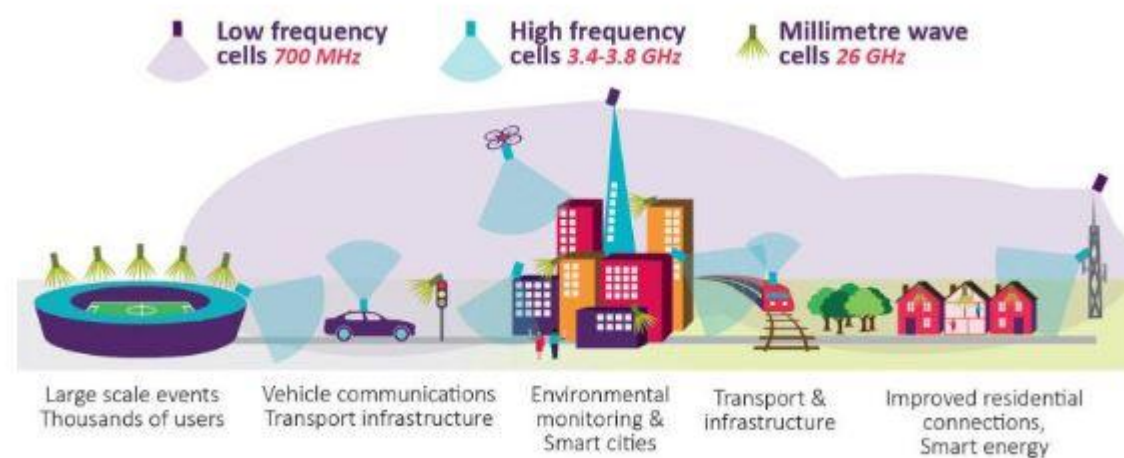 Low frequency
cells 700 MHz
High frequency
cells 3.4-3.8 GHz
Millimetre wave
cells 26 GHz
Large scale events
Thousands of users
Vehicle communications
Transport infrastructure
Environmental
monitoring &
Smart cities
Transport &
infrastructure
Improved residential
connections,
Smart energy